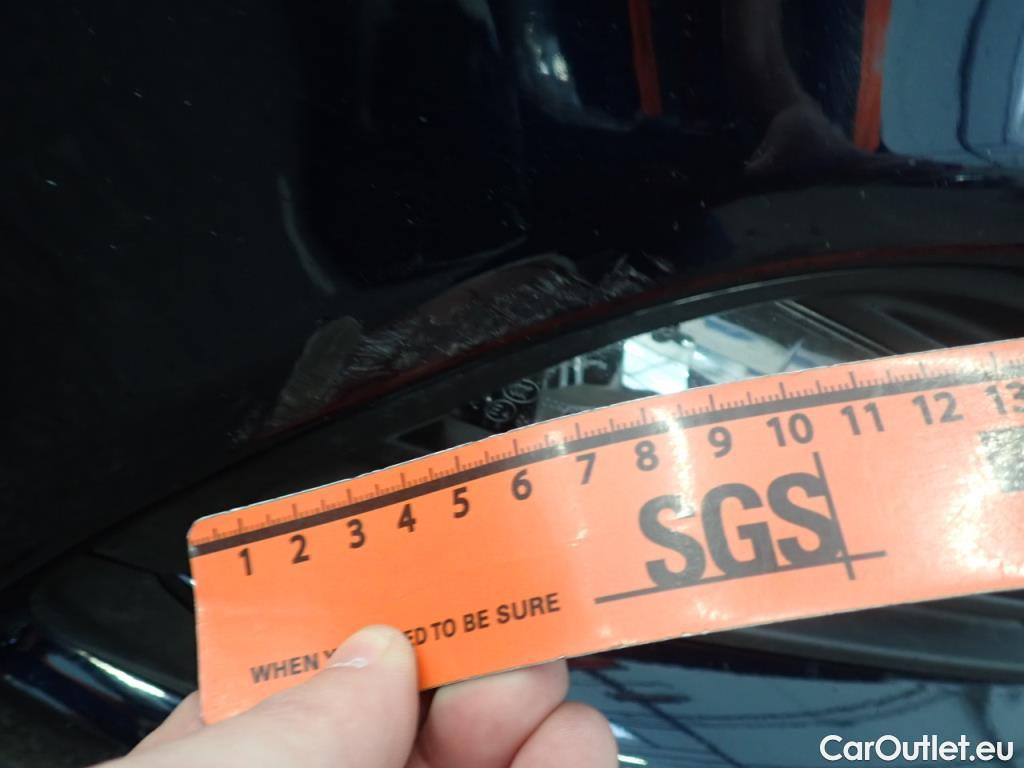 1 2 3 4 5 6 7 8 9 10 11 12 13
SGS
WHEN TO BE SURE
CarOutlet.eu